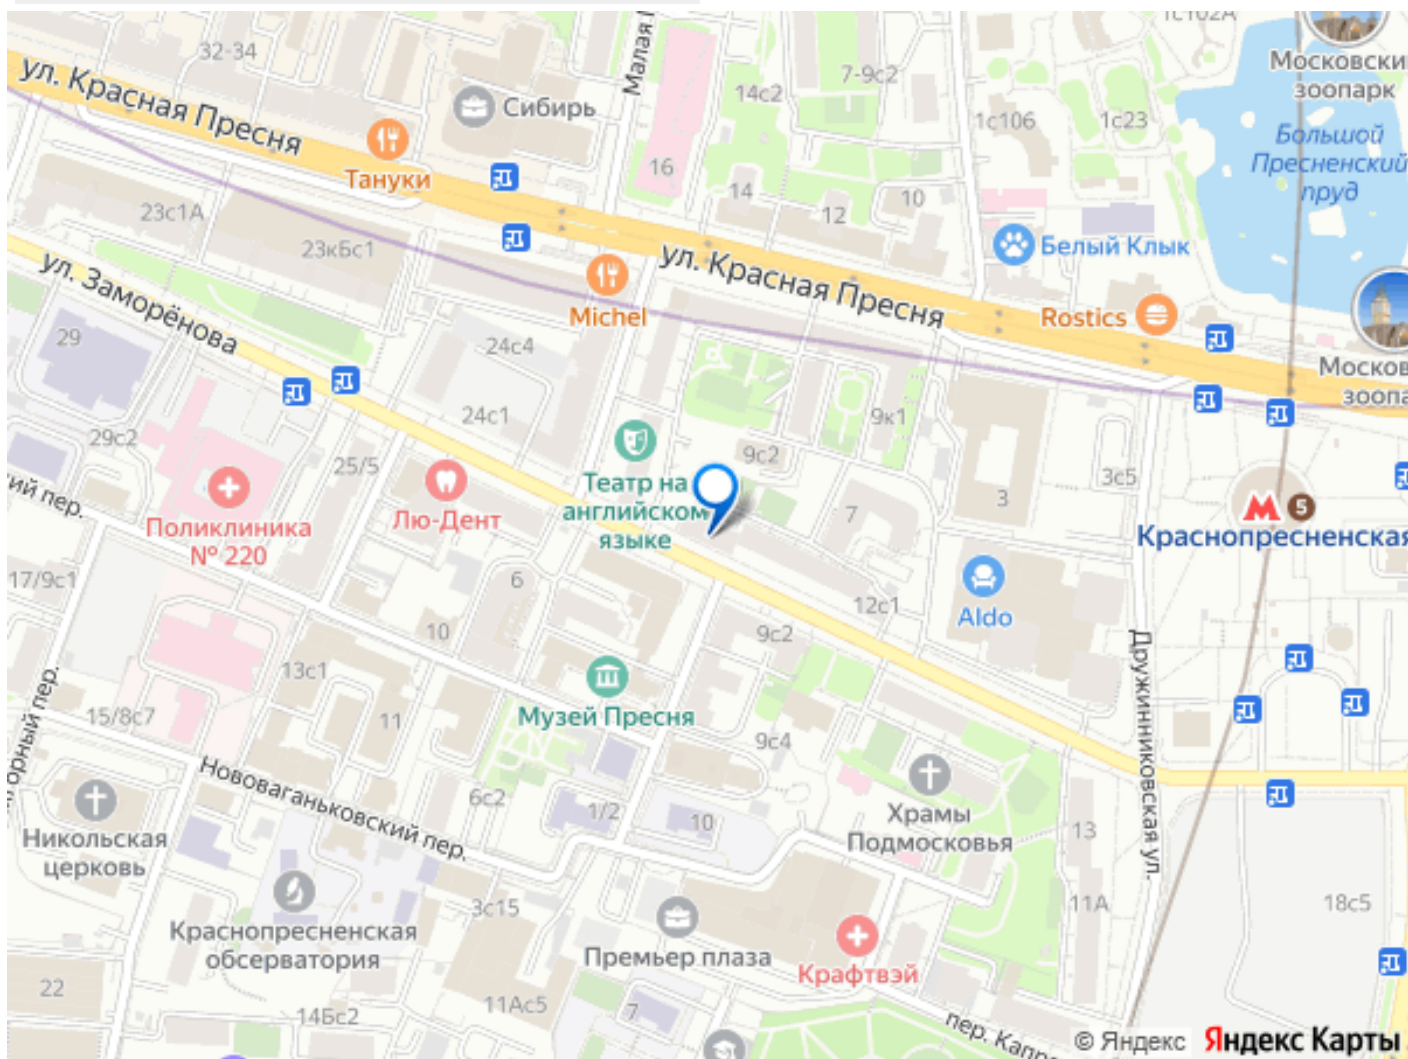 1с102А
32-34
Малая
Московский
зоопарк
7-9с2
14с2
Сибирь
1с106
1с23
ул. Красная Пресня
Большой
Пресненский
пруд
16
Тануки
14
12
10
23с1А
23кБс1
Белый Клык
ул. Красная Пресня
ул. Заморёнова
Michel
Rostics
29
24с4
Москов
зоопа
24с1
9к1
29с2
25/5
9с2
3с5
3
7
Театр на
английском
языке
ий пер.
Поликлиника
№ 220
Лю-Дент
М
5
Краснопресненская
17/9с1
6
12с1
Aldo
10
9с2
13с1
Дружинниковская ул.
Музей Пресня
15/8с7
11
9с4
орный пер.
Нововаганьковский пер.
6с2
1/2
10
Храмы
Подмосковья
13
Никольская
церковь
3с15
11А
18с5
Краснопресненская
обсерватория
Премьер плаза
Крафтвэй
22
14Бс2
11Ас5
7
пер. Капра
© Яндекс Яндекс Карты